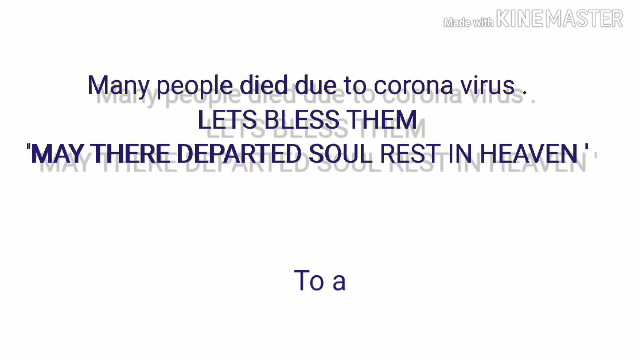 Made with KINEMASTER
Many people died due to corona virus .
LETS BLESS THEM
'MAY THERE DEPARTED SOUL REST IN HEAVEN '
To a